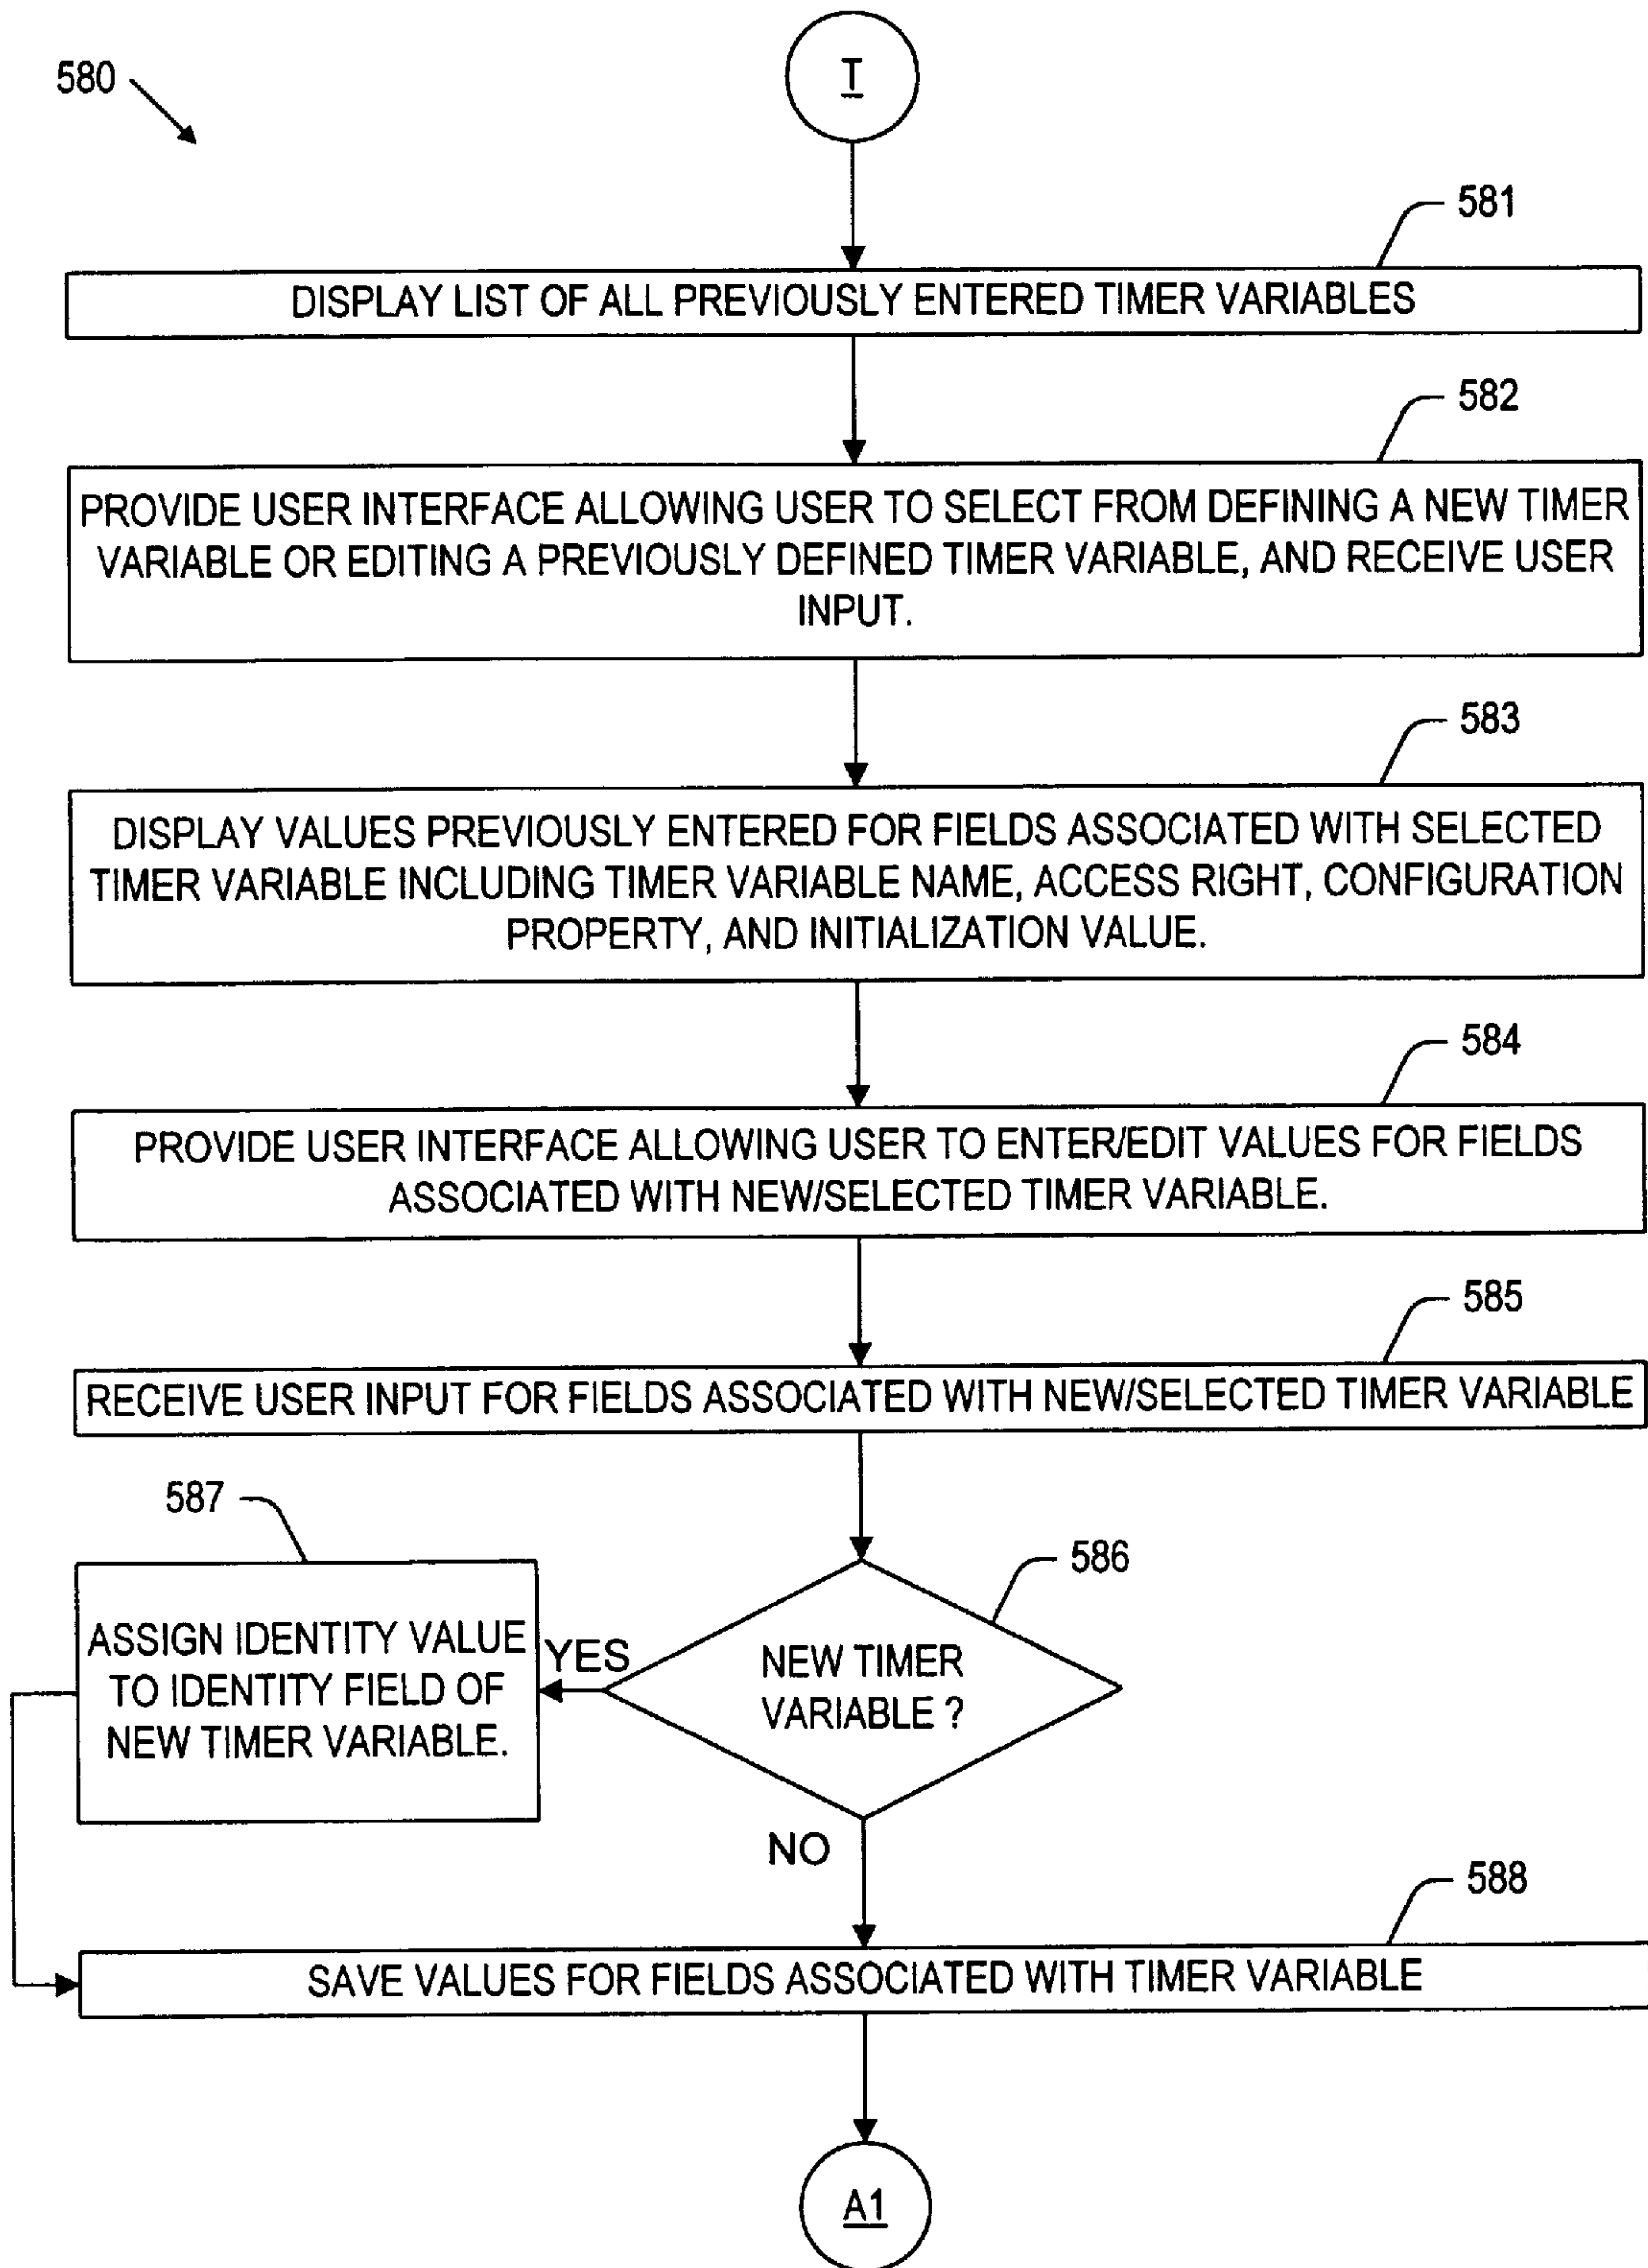 T
580
581
DISPLAY LIST OF ALL PREVIOUSLY ENTERED TIMER VARIABLES
582
PROVIDE USER INTERFACE ALLOWING USER TO SELECT FROM DEFINING A NEW TIMER
VARIABLE OR EDITING A PREVIOUSLY DEFINED TIMER VARIABLE, AND RECEIVE USER
INPUT.
583
DISPLAY VALUES PREVIOUSLY ENTERED FOR FIELDS ASSOCIATED WITH SELECTED
TIMER VARIABLE INCLUDING TIMER VARIABLE NAME, ACCESS RIGHT, CONFIGURATION
PROPERTY, AND INITIALIZATION VALUE.
584
PROVIDE USER INTERFACE ALLOWING USER TO ENTER/EDIT VALUES FOR FIELDS
ASSOCIATED WITH NEW/SELECTED TIMER VARIABLE.
585
RECEIVE USER INPUT FOR FIELDS ASSOCIATED WITH NEW/SELECTED TIMER VARIABLE
586
NEW TIMER
VARIABLE ?
YES
587
ASSIGN IDENTITY VALUE
TO IDENTITY FIELD OF
NEW TIMER VARIABLE.
NO
588
SAVE VALUES FOR FIELDS ASSOCIATED WITH TIMER VARIABLE
A1